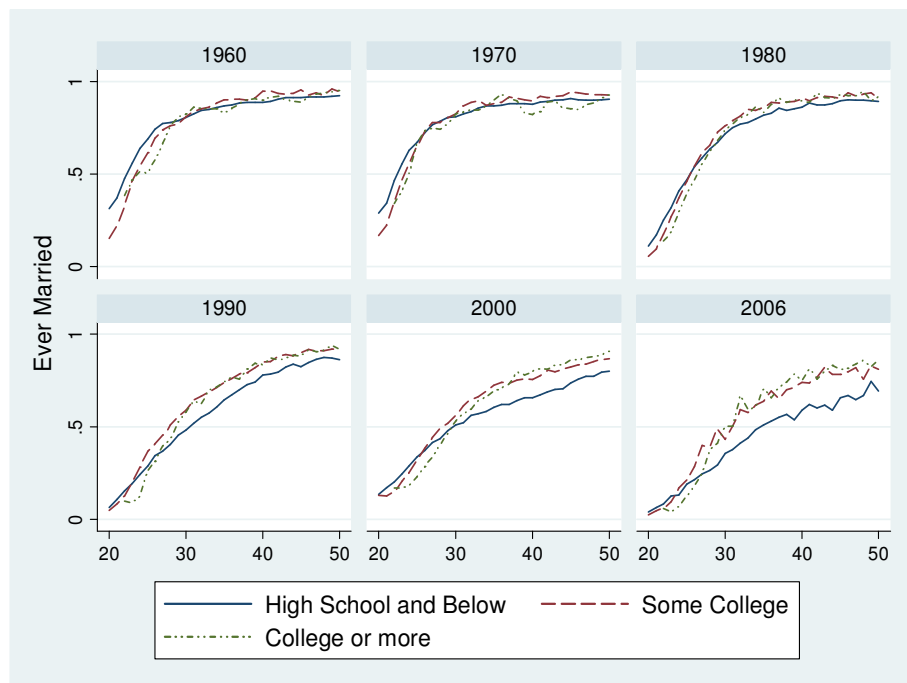 1960 1970 1980
1
.5
0
1990 2000 2006
1
.5
0
Ever Married
20 30 40 50 20 30 40 50 20 30 40 50
High School and Below Some College
College or more